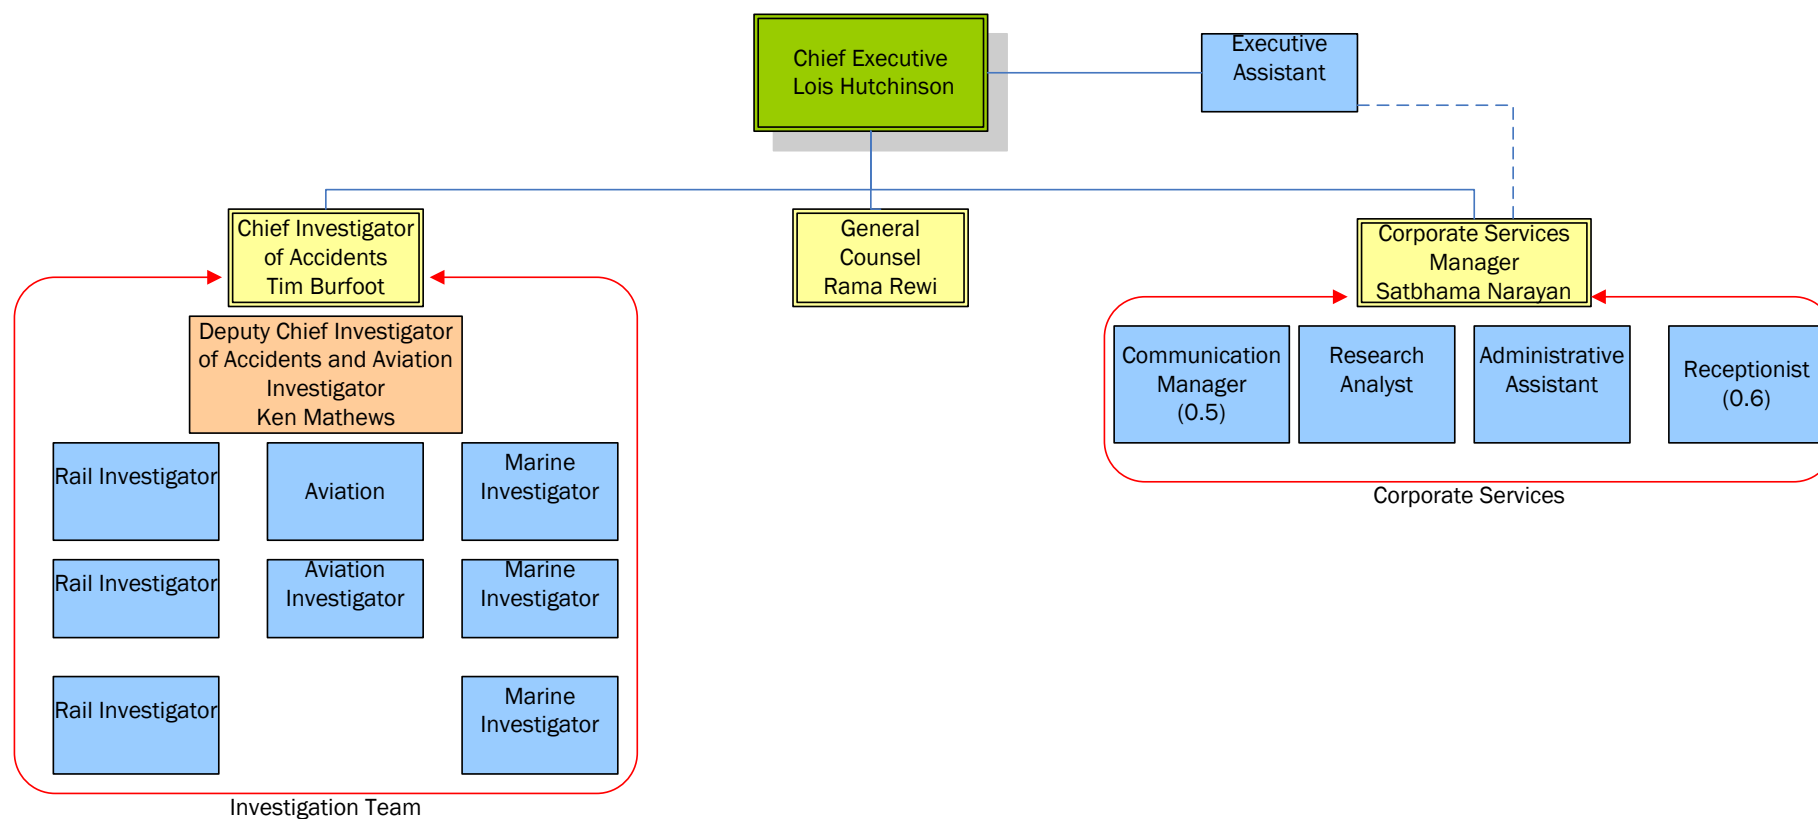 Chief Executive
Lois Hutchinson
Executive
Assistant
Chief Investigator
of Accidents
Tim Burfoot
General
Counsel
Rama Rewi
Corporate Services
Manager
Satbhama Narayan
Deputy Chief Investigator
of Accidents and Aviation
Investigator
Ken Mathews
Communication
Manager
(0.5)
Research
Analyst
Administrative
Assistant
Receptionist
(0.6)
Corporate Services
Rail Investigator
Aviation
Marine
Investigator
Rail Investigator
Aviation
Investigator
Marine
Investigator
Rail Investigator
Marine
Investigator
Investigation Team